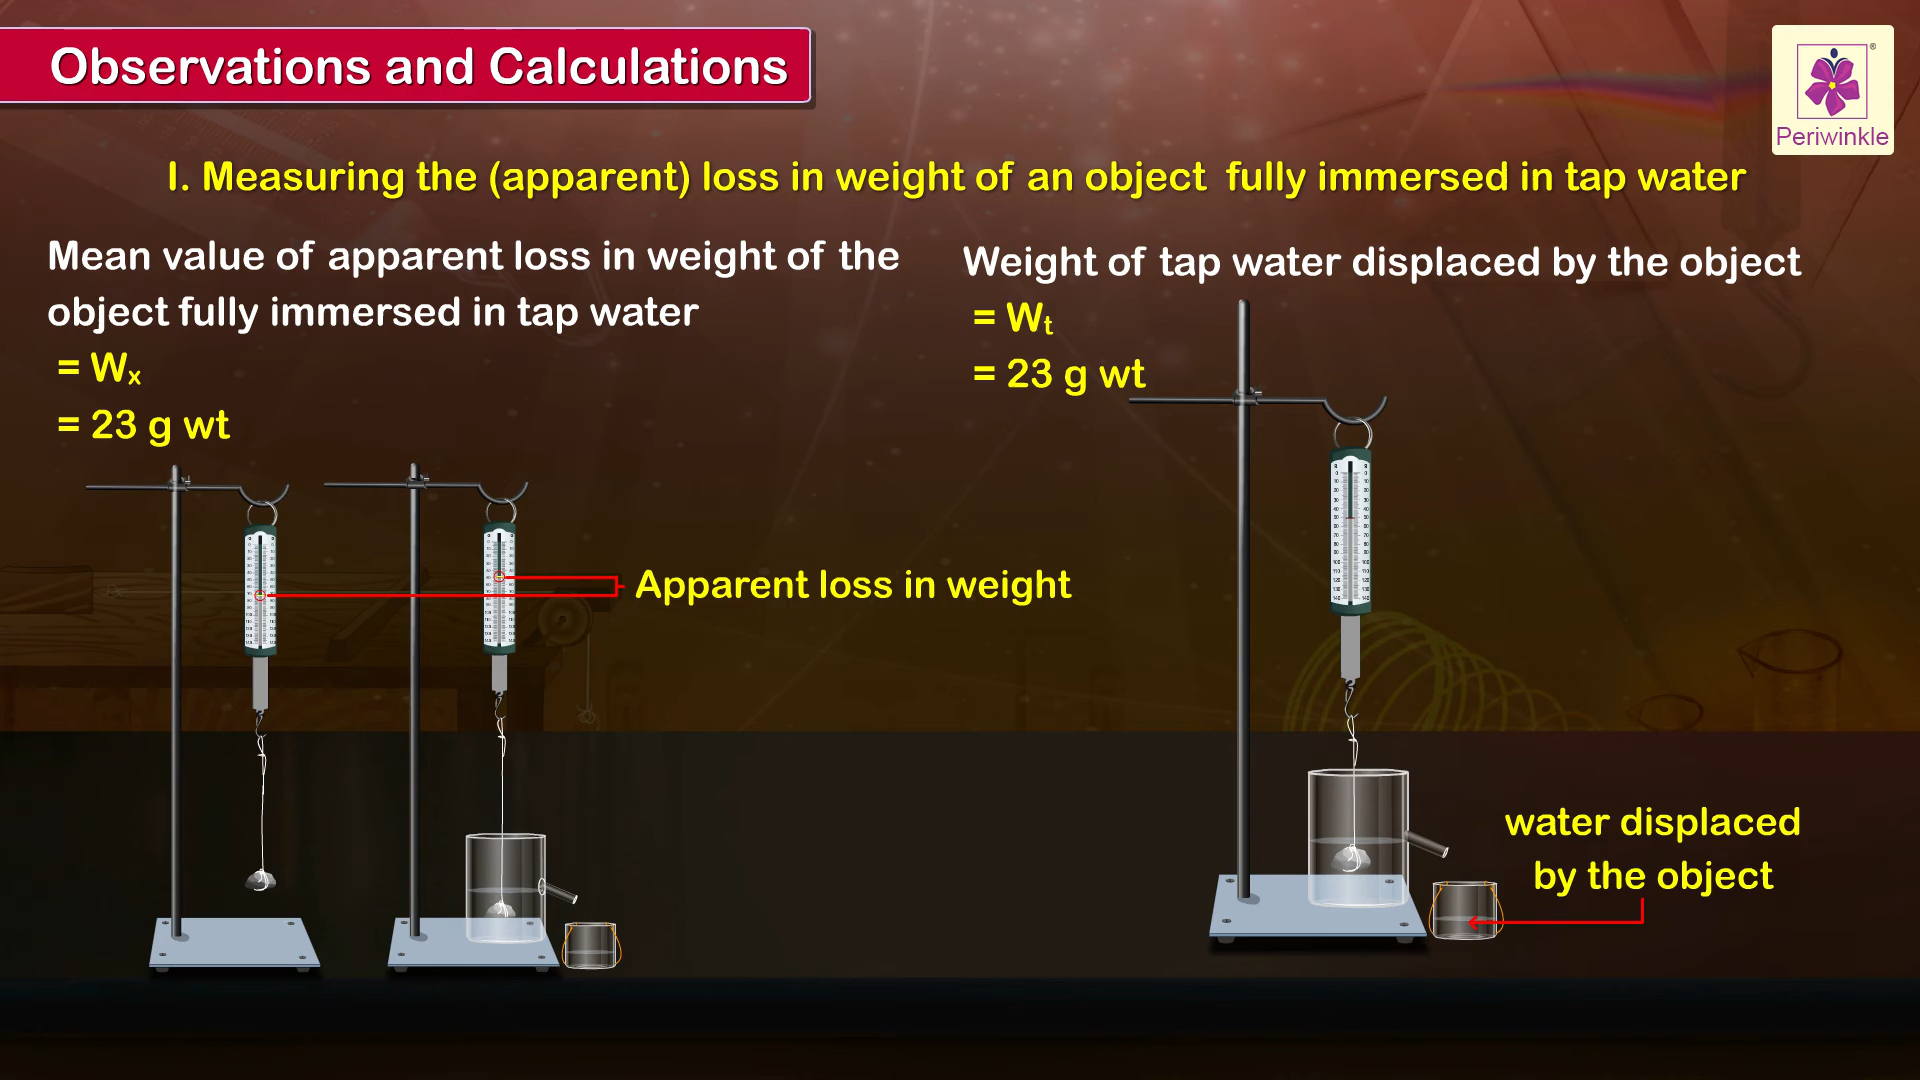 Observations and Calculations
Periwinkle
®
I. Measuring the (apparent) loss in weight of an object fully immersed in tap water
Mean value of apparent loss in weight of the
object fully immersed in tap water
= Wₓ
= 23 g wt
Weight of tap water displaced by the object
= Wₜ
= 23 g wt
Apparent loss in weight
water displaced
by the object